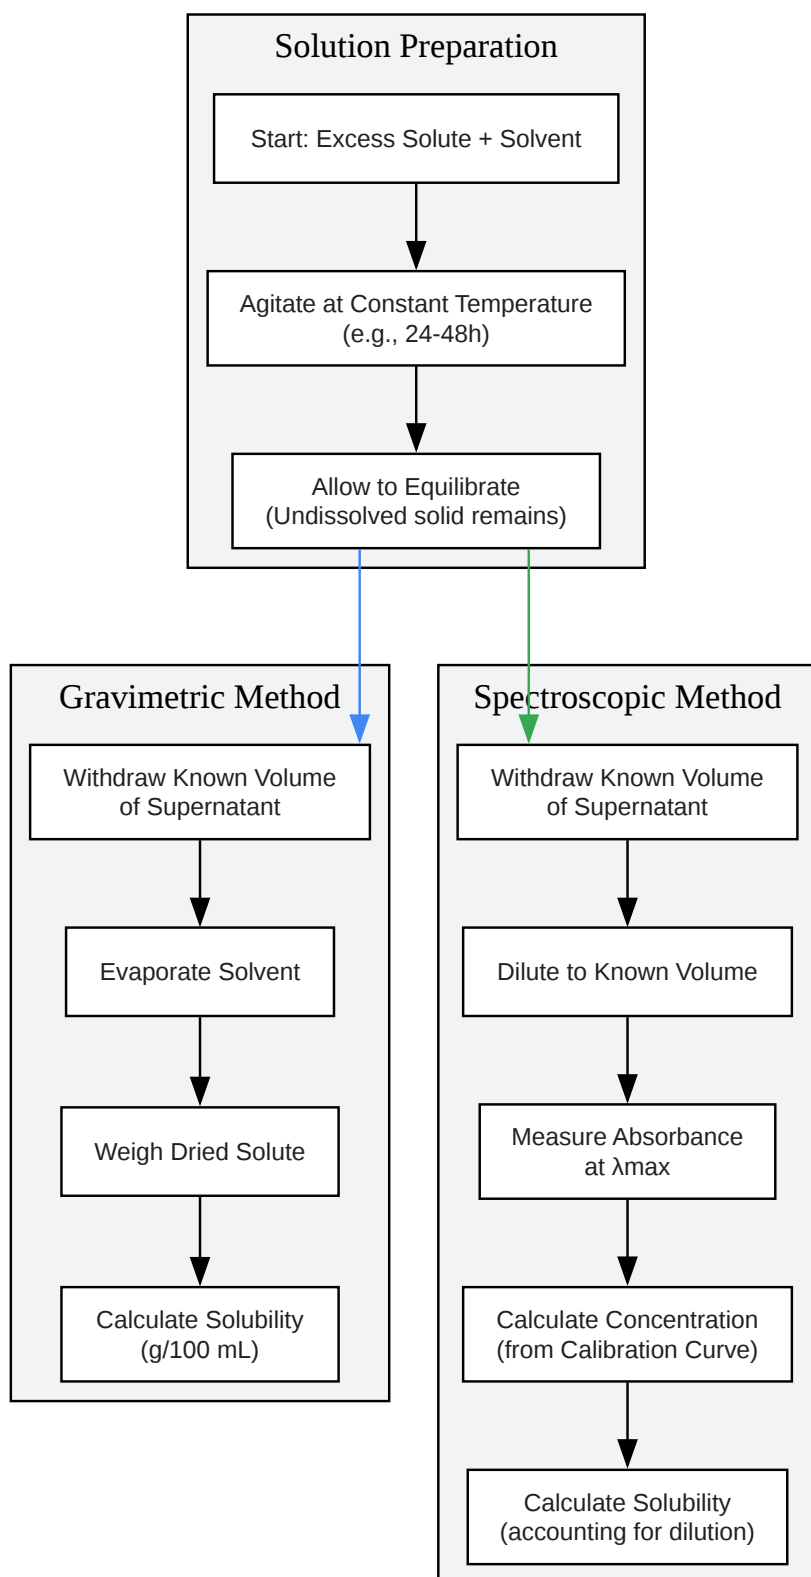 Solution Preparation
Start: Excess Solute + Solvent
Agitate at Constant Temperature
(e.g., 24-48h)
Allow to Equilibrate
(Undissolved solid remains)
Gravimetric Method
Withdraw Known Volume
of Supernatant
Evaporate Solvent
Weigh Dried Solute
Calculate Solubility
(g/100 mL)
Spectroscopic Method
Withdraw Known Volume
of Supernatant
Dilute to Known Volume
Measure Absorbance
at λmax
Calculate Concentration
(from Calibration Curve)
Calculate Solubility
(accounting for dilution)